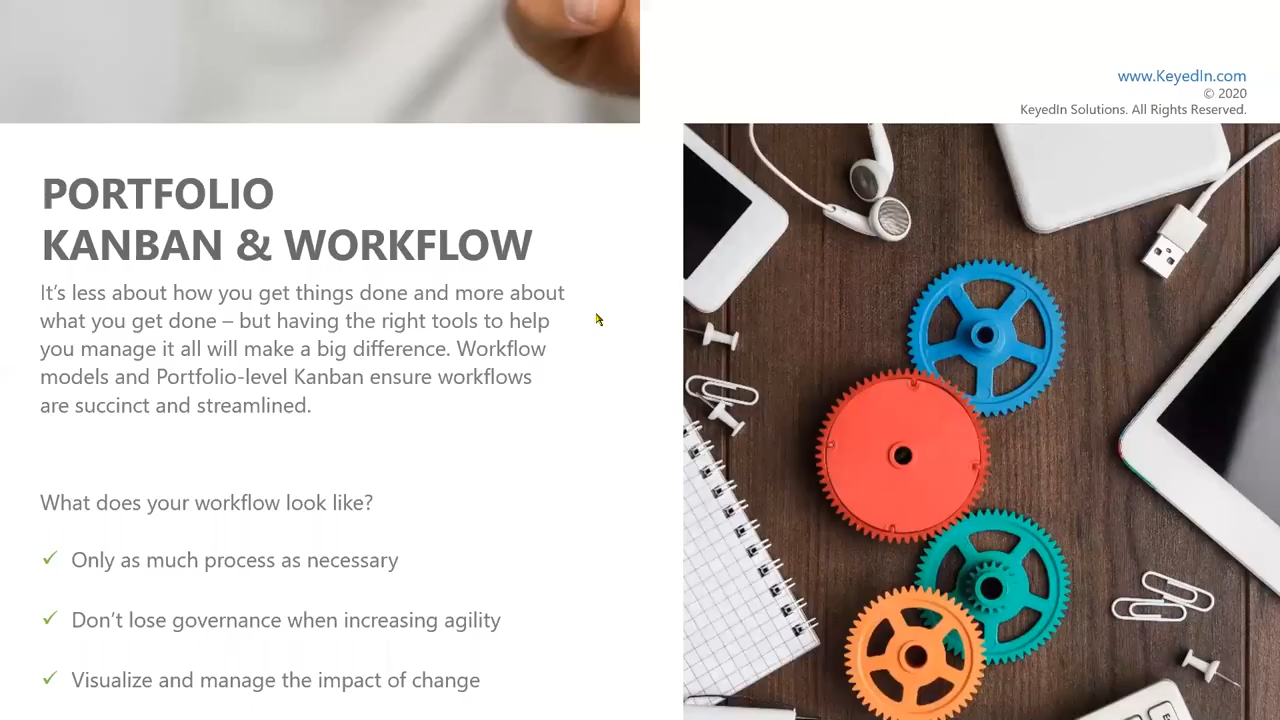 www.KeyedIn.com
© 2020
KeyedIn Solutions. All Rights Reserved.
PORTFOLIO
KANBAN & WORKFLOW
It’s less about how you get things done and more about
what you get done – but having the right tools to help
you manage it all will make a big difference. Workflow
models and Portfolio-level Kanban ensure workflows
are succinct and streamlined.
What does your workflow look like?
✓ Only as much process as necessary
✓ Don’t lose governance when increasing agility
✓ Visualize and manage the impact of change